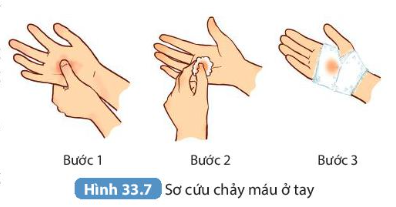 Bước 1
Bước 2
Bước 3
Hình 33.7 Sơ cứu chảy máu ở tay